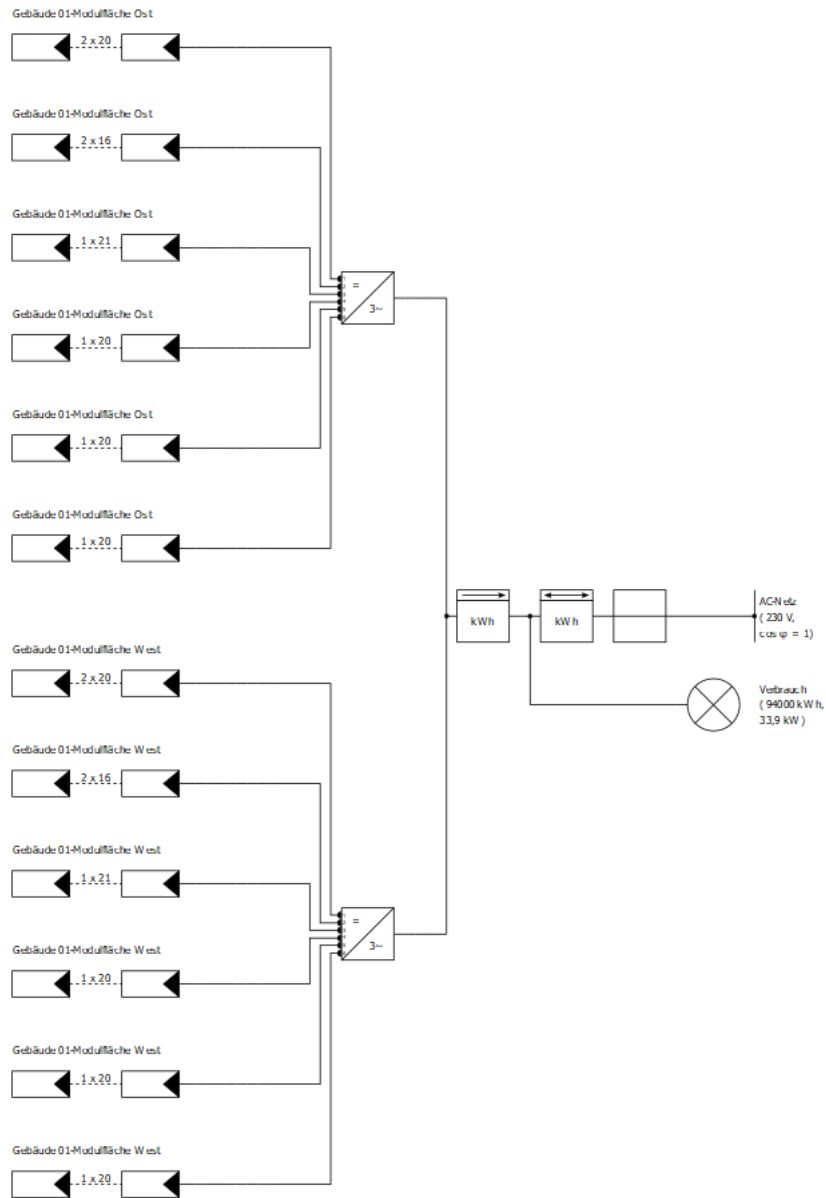 Gebäude 01-Modulfläche Ost
2 x 20
Gebäude 01-Modulfläche Ost
2 x 16
Gebäude 01-Modulfläche Ost
1 x 21
Gebäude 01-Modulfläche Ost
1 x 20
Gebäude 01-Modulfläche Ost
1 x 20
Gebäude 01-Modulfläche Ost
1 x 20
=
3~
kWh
kWh
AC-Netz
( 230 V,
cos φ = 1)
Verbrauch
( 94000 kWh,
33,9 kW )
Gebäude 01-Modulfläche West
2 x 20
Gebäude 01-Modulfläche West
2 x 16
Gebäude 01-Modulfläche West
1 x 21
Gebäude 01-Modulfläche West
1 x 20
Gebäude 01-Modulfläche West
1 x 20
Gebäude 01-Modulfläche West
1 x 20
=
3~